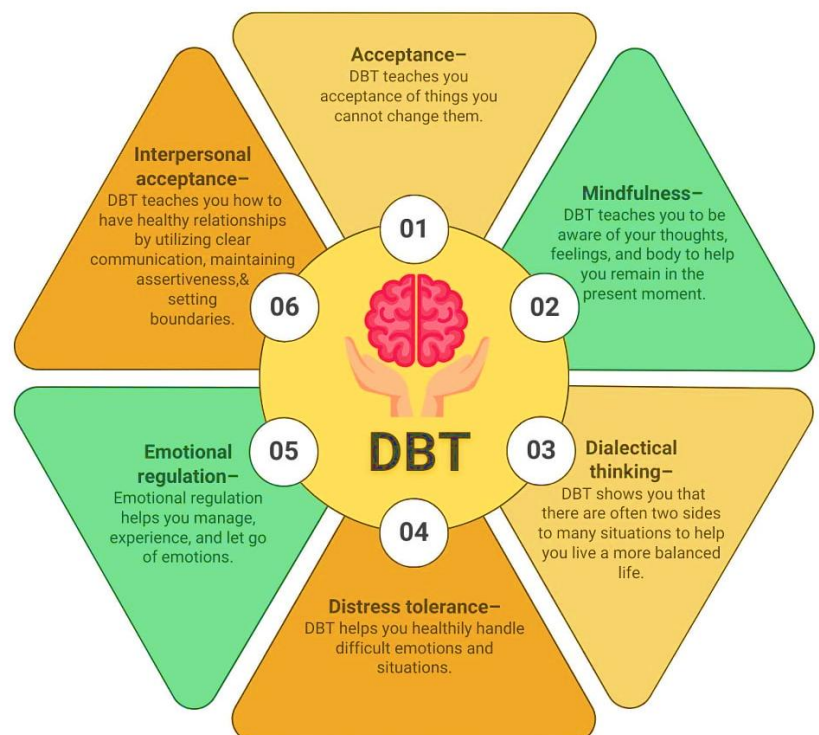 Acceptance–
DBT teaches you
acceptance of things you
cannot change them.
01
Mindfulness–
DBT teaches you to be
aware of your thoughts,
feelings, and body to help
you remain in the
present moment.
02
Dialectical
thinking–
DBT shows you that
there are often two sides
to many situations to help
you live a more balanced
life.
03
Distress tolerance–
DBT helps you healthily handle
difficult emotions and
situations.
04
Emotional
regulation–
Emotional regulation
helps you manage,
experience, and let go
of emotions.
05
Interpersonal
acceptance–
DBT teaches you how to
have healthy relationships
by utilizing clear
communication, maintaining
assertiveness,&
setting
boundaries.
06
DBT